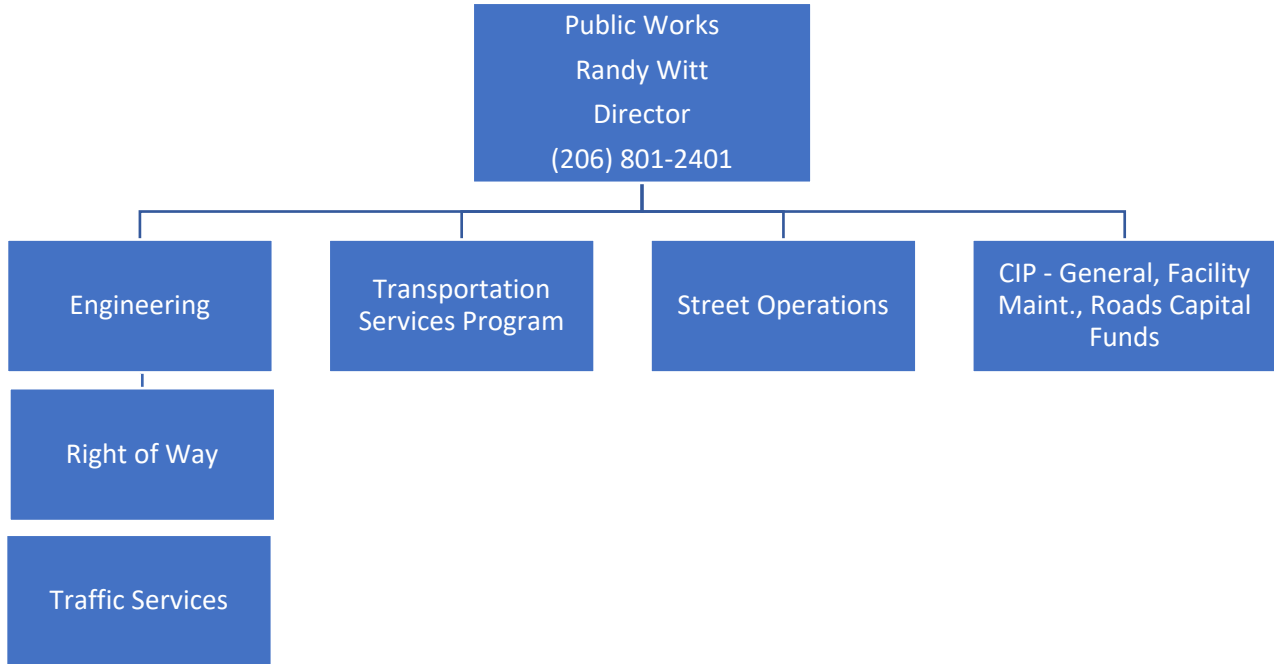 Public Works
Randy Witt
Director
(206) 801-2401
Engineering
Transportation
Services Program
Street Operations
CIP - General, Facility
Maint., Roads Capital
Funds
Right of Way
Traffic Services